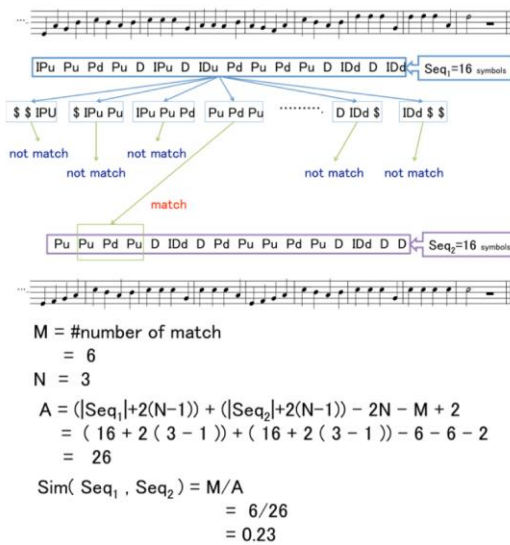 IPu Pu Pd Pu D IPu D IDu Pd Pu Pd Pu D IDd D IDd
Seq₁=16 symbols
$ $ IPU
$ IPu Pu
IPu Pu Pd
Pu Pd Pu
.........
D IDd $
IDd $ $
not match
not match
not match
not match
not match
match
Pu Pu Pd Pu D IDd D Pd Pu Pu Pd Pu D IDd D D
Seq₂=16 symbols
M = #number of match
= 6
N = 3
A = (|Seq₁|+2(N-1)) + (|Seq₂|+2(N-1)) - 2N - M + 2
= ( 16 + 2 ( 3 - 1 )) + ( 16 + 2 ( 3 - 1 )) - 6 - 6 - 2
= 26
Sim( Seq₁ , Seq₂ ) = M/A
= 6/26
= 0.23